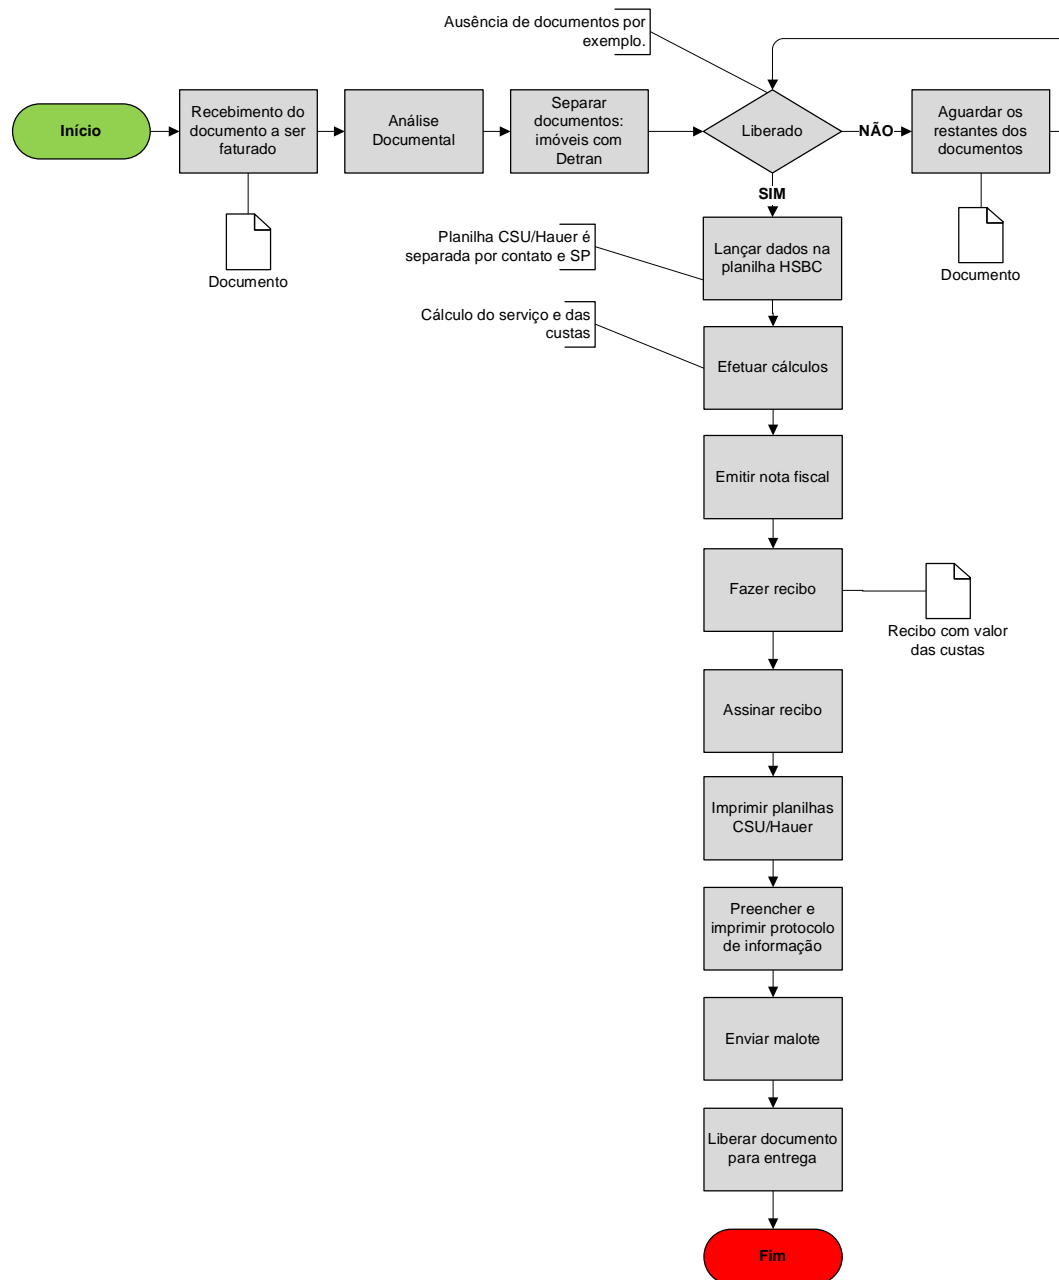 Ausência de documentos por
exemplo.
Início
Recebimento do
documento a ser
faturado
Análise
Documental
Separar
documentos:
imóveis com
Detran
Liberado
NÃO
Aguardar os
restantes dos
documentos
SIM
Documento
Documento
Planilha CSU/Hauer é
separada por contato e SP
Lançar dados na
planilha HSBC
Cálculo do serviço e das
custas
Efetuar cálculos
Emitir nota fiscal
Fazer recibo
Recibo com valor
das custas
Assinar recibo
Imprimir planilhas
CSU/Hauer
Preencher e
imprimir protocolo
de informação
Enviar malote
Liberar documento
para entrega
Fim